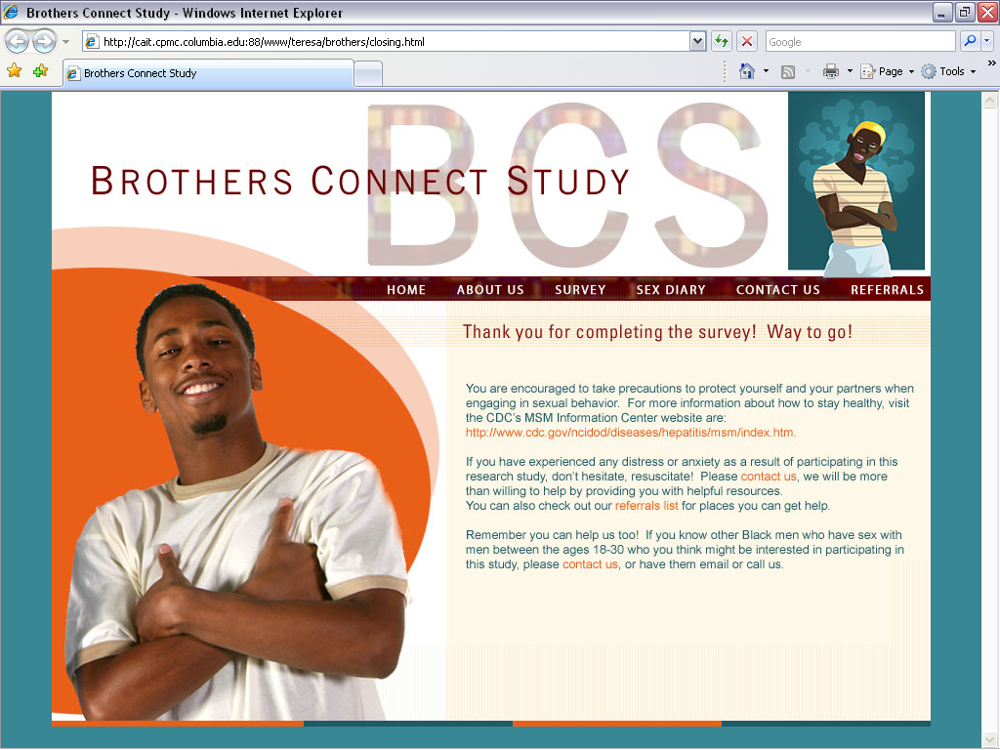 Brothers Connect Study - Windows Internet Explorer
http://cait.cpmc.columbia.edu:88/www/teresa/brothers/closing.html
Google
Brothers Connect Study
Page
Tools
BCS
BROTHERS CONNECT STUDY
HOME ABOUT US SURVEY SEX DIARY CONTACT US REFERRALS
Thank you for completing the survey! Way to go!
You are encouraged to take precautions to protect yourself and your partners when
engaging in sexual behavior. For more information about how to stay healthy, visit
the CDC's MSM Information Center website are:
http://www.cdc.gov/ncidod/diseases/hepatitis/msm/index.htm.
If you have experienced any distress or anxiety as a result of participating in this
research study, don't hesitate, resuscitate! Please contact us, we will be more
than willing to help by providing you with helpful resources.
You can also check out our referrals list for places you can get help.
Remember you can help us too! If you know other Black men who have sex with
men between the ages 18-30 who you think might be interested in participating in
this study, please contact us, or have them email or call us.